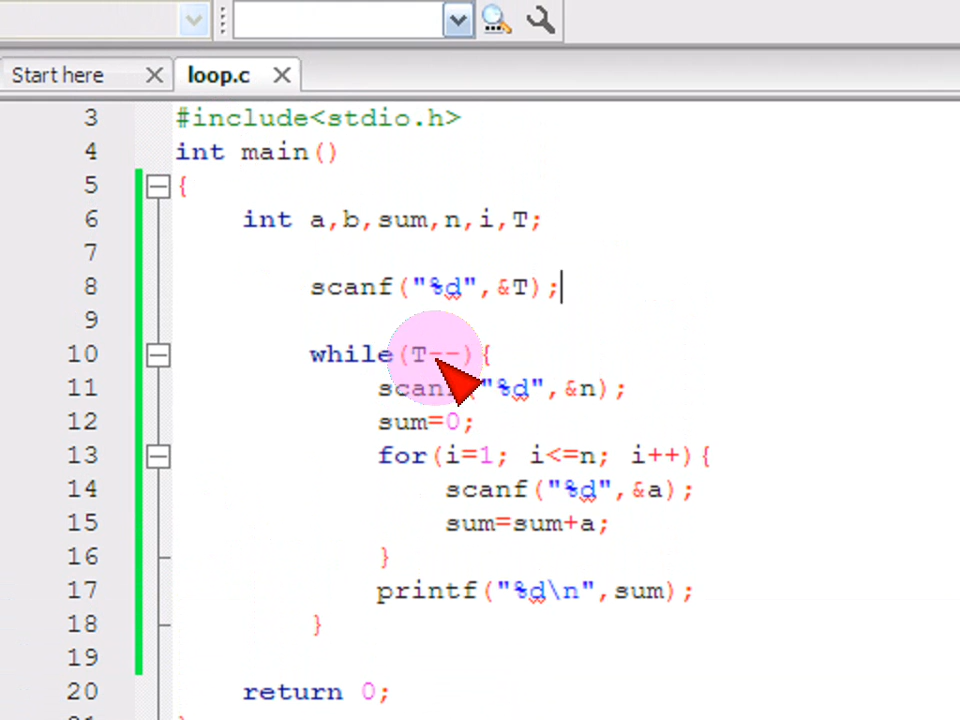 Start here
loop.c
3 #include<stdio.h>
4 int main()
5 {
6 int a,b,sum,n,i,T;
7
8 scanf("%d",&T);
9
10 while(T--){
11 scanf("%d",&n);
12 sum=0;
13 for(i=1; i<=n; i++){
14 scanf("%d",&a);
15 sum=sum+a;
16 }
17 printf("%d\n",sum);
18 }
19
20 return 0;